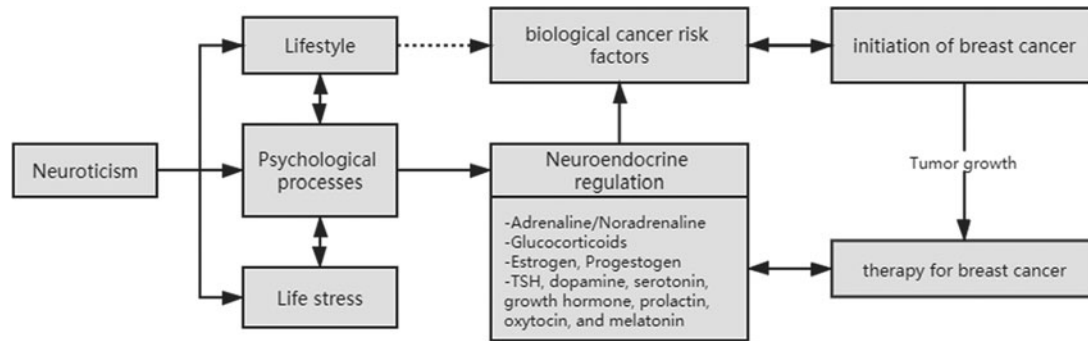 Neuroticism
Lifestyle
Psychological
processes
Life stress
biological cancer risk
factors
Neuroendocrine
regulation
-Adrenaline/Noradrenaline
-Glucocorticoids
-Estrogen, Progestogen
-TSH, dopamine, serotonin,
growth hormone, prolactin,
oxytocin, and melatonin
initiation of breast cancer
Tumor growth
therapy for breast cancer